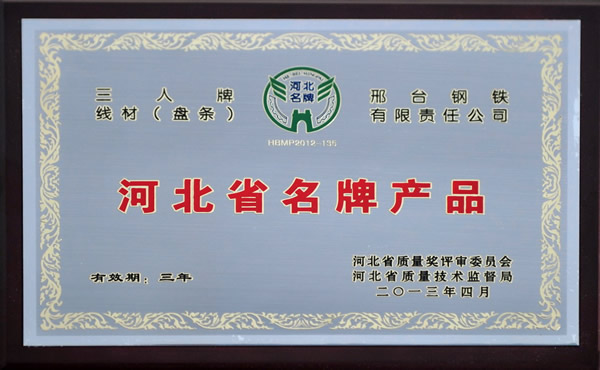 三人牌
线材（盘条）
河北
名牌
HBMP2012-135
邢台钢铁
有限责任公司
河北省名牌产品
有效期：三年
河北省质量奖评审委员会
河北省质量技术监督局
二〇一三年四月